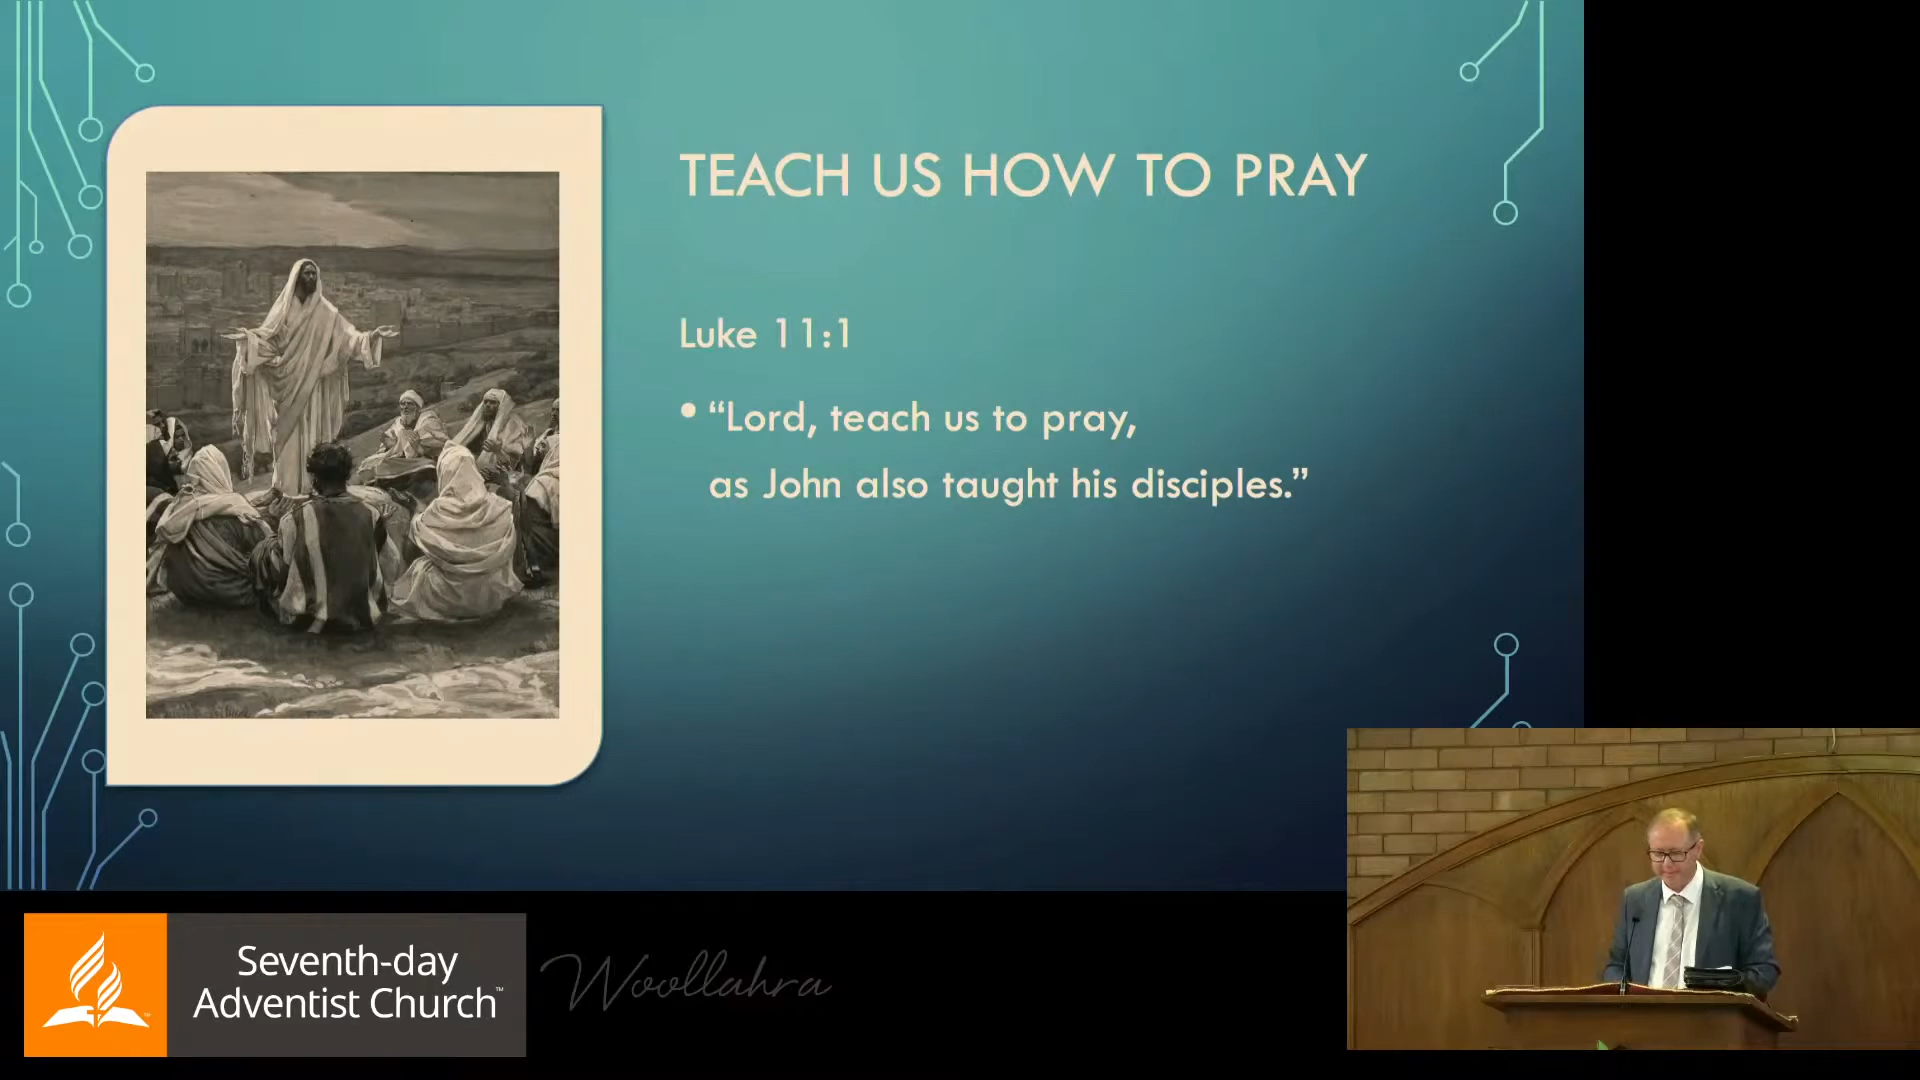 TEACH US HOW TO PRAY
Luke 11:1
• “Lord, teach us to pray,
as John also taught his disciples.”
Seventh-day
Adventist Church™
Woollahra